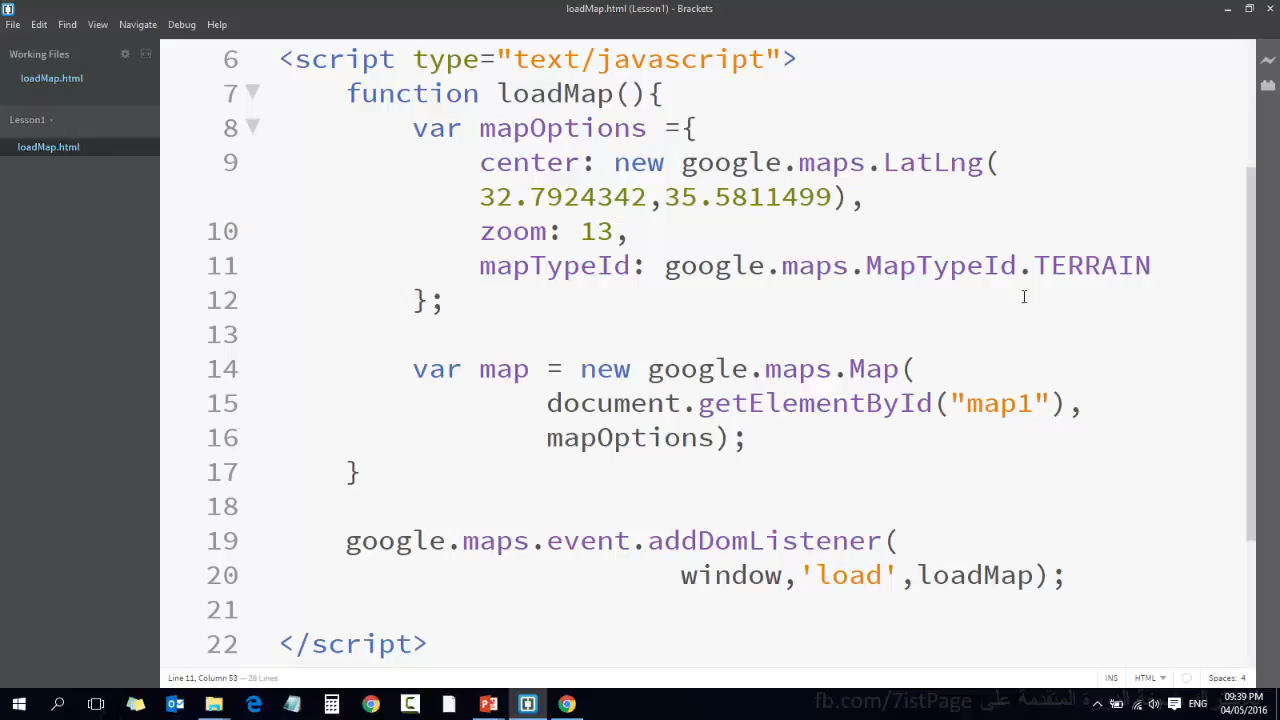 loadMap.html (Lesson1) - Brackets
File Edit Find View Navigate Debug Help
Working Files
loadMap.html
Lesson1
loadMap.html
6 <script type="text/javascript">
7 function loadMap(){
8 var mapOptions ={
9 center: new google.maps.LatLng(
32.7924342,35.5811499),
10 zoom: 13,
11 mapTypeId: google.maps.MapTypeId.TERRAIN
12 };
13
14 var map = new google.maps.Map(
15 document.getElementById("map1"),
16 mapOptions);
17 }
18
19 google.maps.event.addDomListener(
20 window,'load',loadMap);
21
22 </script>
Line 11, Column 53 — 28 Lines
INS HTML Spaces: 4
fb.com/7istPage على
ENG
09:39 PM
04/05/2016